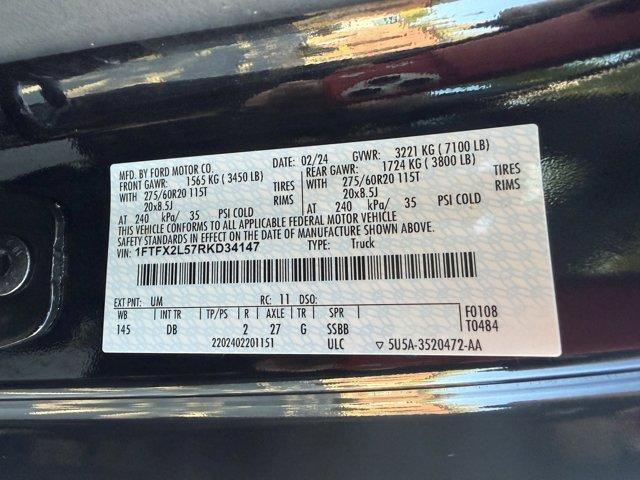 MFD. BY FORD MOTOR CO. DATE: 02/24 GVWR: 3221 KG ( 7100 LB)
FRONT GAWR: 1565 KG ( 3450 LB) REAR GAWR: 1724 KG ( 3800 LB)
WITH 275/60R20 115T TIRES WITH 275/60R20 115T TIRES
20x8.5J RIMS 20x8.5J RIMS
AT 240 kPa/ 35 PSI COLD AT 240 kPa/ 35 PSI COLD
THIS VEHICLE CONFORMS TO ALL APPLICABLE FEDERAL MOTOR VEHICLE
SAFETY STANDARDS IN EFFECT ON THE DATE OF MANUFACTURE SHOWN ABOVE.
VIN: 1FTFX2L57RKD34147 TYPE: Truck
EXT PNT: UM RC: 11 DSO: F0108
WB INT TR TP/PS R AXLE TR SPR T0484
145 DB 2 27 G SSBB
2202402201151 ULC ▽ 5U5A-3520472-AA